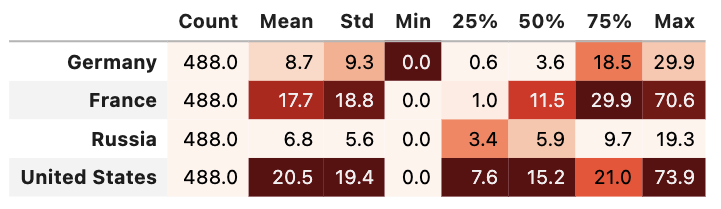 Count Mean Std Min 25% 50% 75% Max
Germany 488.0 8.7 9.3 0.0 0.6 3.6 18.5 29.9
France 488.0 17.7 18.8 0.0 1.0 11.5 29.9 70.6
Russia 488.0 6.8 5.6 0.0 3.4 5.9 9.7 19.3
United States 488.0 20.5 19.4 0.0 7.6 15.2 21.0 73.9